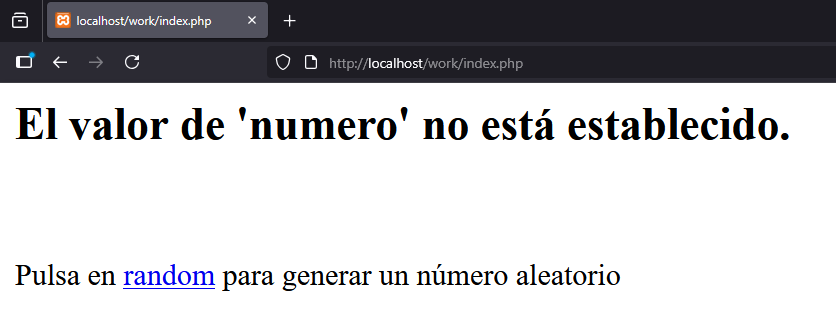 localhost/work/index.php
http://localhost/work/index.php
El valor de 'numero' no está establecido.
Pulsa en random para generar un número aleatorio